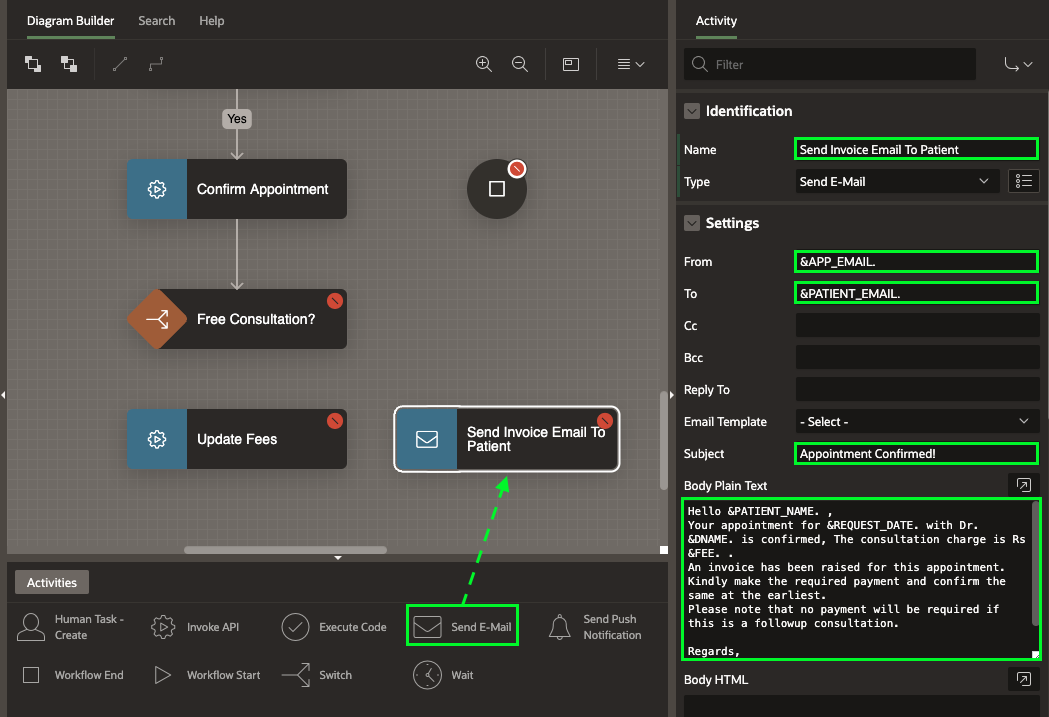 Diagram Builder
Search
Help
Yes
Confirm Appointment
Free Consultation?
Update Fees
Send Invoice Email To
Patient
Activities
Human Task -
Create
Invoke API
Execute Code
Send E-Mail
Send Push
Notification
Workflow End
Workflow Start
Switch
Wait
Activity
Filter
Identification
Name
Send Invoice Email To Patient
Type
Send E-Mail
Settings
From
&APP_EMAIL.
To
&PATIENT_EMAIL.
Cc
Bcc
Reply To
Email Template
- Select -
Subject
Appointment Confirmed!
Body Plain Text
Hello &PATIENT_NAME. ,
Your appointment for &REQUEST_DATE. with Dr.
&DNAME. is confirmed, The consultation charge is Rs
&FEE. .
An invoice has been raised for this appointment.
Kindly make the required payment and confirm the
same at the earliest.
Please note that no payment will be required if
this is a followup consultation.
Regards,
Body HTML